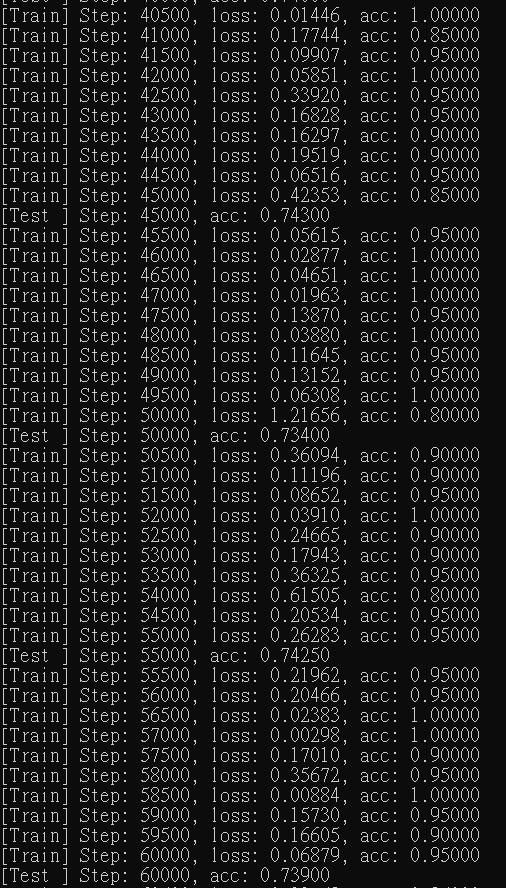 [Train] Step: 40500, loss: 0.01446, acc: 1.00000
[Train] Step: 41000, loss: 0.17744, acc: 0.85000
[Train] Step: 41500, loss: 0.09907, acc: 0.95000
[Train] Step: 42000, loss: 0.05851, acc: 1.00000
[Train] Step: 42500, loss: 0.33920, acc: 0.95000
[Train] Step: 43000, loss: 0.16828, acc: 0.95000
[Train] Step: 43500, loss: 0.16297, acc: 0.90000
[Train] Step: 44000, loss: 0.19519, acc: 0.90000
[Train] Step: 44500, loss: 0.06516, acc: 0.95000
[Train] Step: 45000, loss: 0.42353, acc: 0.85000
[Test ] Step: 45000, acc: 0.74300
[Train] Step: 45500, loss: 0.05615, acc: 0.95000
[Train] Step: 46000, loss: 0.02877, acc: 1.00000
[Train] Step: 46500, loss: 0.04651, acc: 1.00000
[Train] Step: 47000, loss: 0.01963, acc: 1.00000
[Train] Step: 47500, loss: 0.13870, acc: 0.95000
[Train] Step: 48000, loss: 0.03880, acc: 1.00000
[Train] Step: 48500, loss: 0.11645, acc: 0.95000
[Train] Step: 49000, loss: 0.13152, acc: 0.95000
[Train] Step: 49500, loss: 0.06308, acc: 1.00000
[Train] Step: 50000, loss: 1.21656, acc: 0.80000
[Test ] Step: 50000, acc: 0.73400
[Train] Step: 50500, loss: 0.36094, acc: 0.90000
[Train] Step: 51000, loss: 0.11196, acc: 0.90000
[Train] Step: 51500, loss: 0.08652, acc: 0.95000
[Train] Step: 52000, loss: 0.03910, acc: 1.00000
[Train] Step: 52500, loss: 0.24665, acc: 0.90000
[Train] Step: 53000, loss: 0.17943, acc: 0.90000
[Train] Step: 53500, loss: 0.36325, acc: 0.95000
[Train] Step: 54000, loss: 0.61505, acc: 0.80000
[Train] Step: 54500, loss: 0.20534, acc: 0.95000
[Train] Step: 55000, loss: 0.26283, acc: 0.95000
[Test ] Step: 55000, acc: 0.74250
[Train] Step: 55500, loss: 0.21962, acc: 0.95000
[Train] Step: 56000, loss: 0.20466, acc: 0.95000
[Train] Step: 56500, loss: 0.02383, acc: 1.00000
[Train] Step: 57000, loss: 0.00298, acc: 1.00000
[Train] Step: 57500, loss: 0.17010, acc: 0.90000
[Train] Step: 58000, loss: 0.35672, acc: 0.95000
[Train] Step: 58500, loss: 0.00884, acc: 1.00000
[Train] Step: 59000, loss: 0.15730, acc: 0.95000
[Train] Step: 59500, loss: 0.16605, acc: 0.90000
[Train] Step: 60000, loss: 0.06879, acc: 0.95000
[Test ] Step: 60000, acc: 0.73900